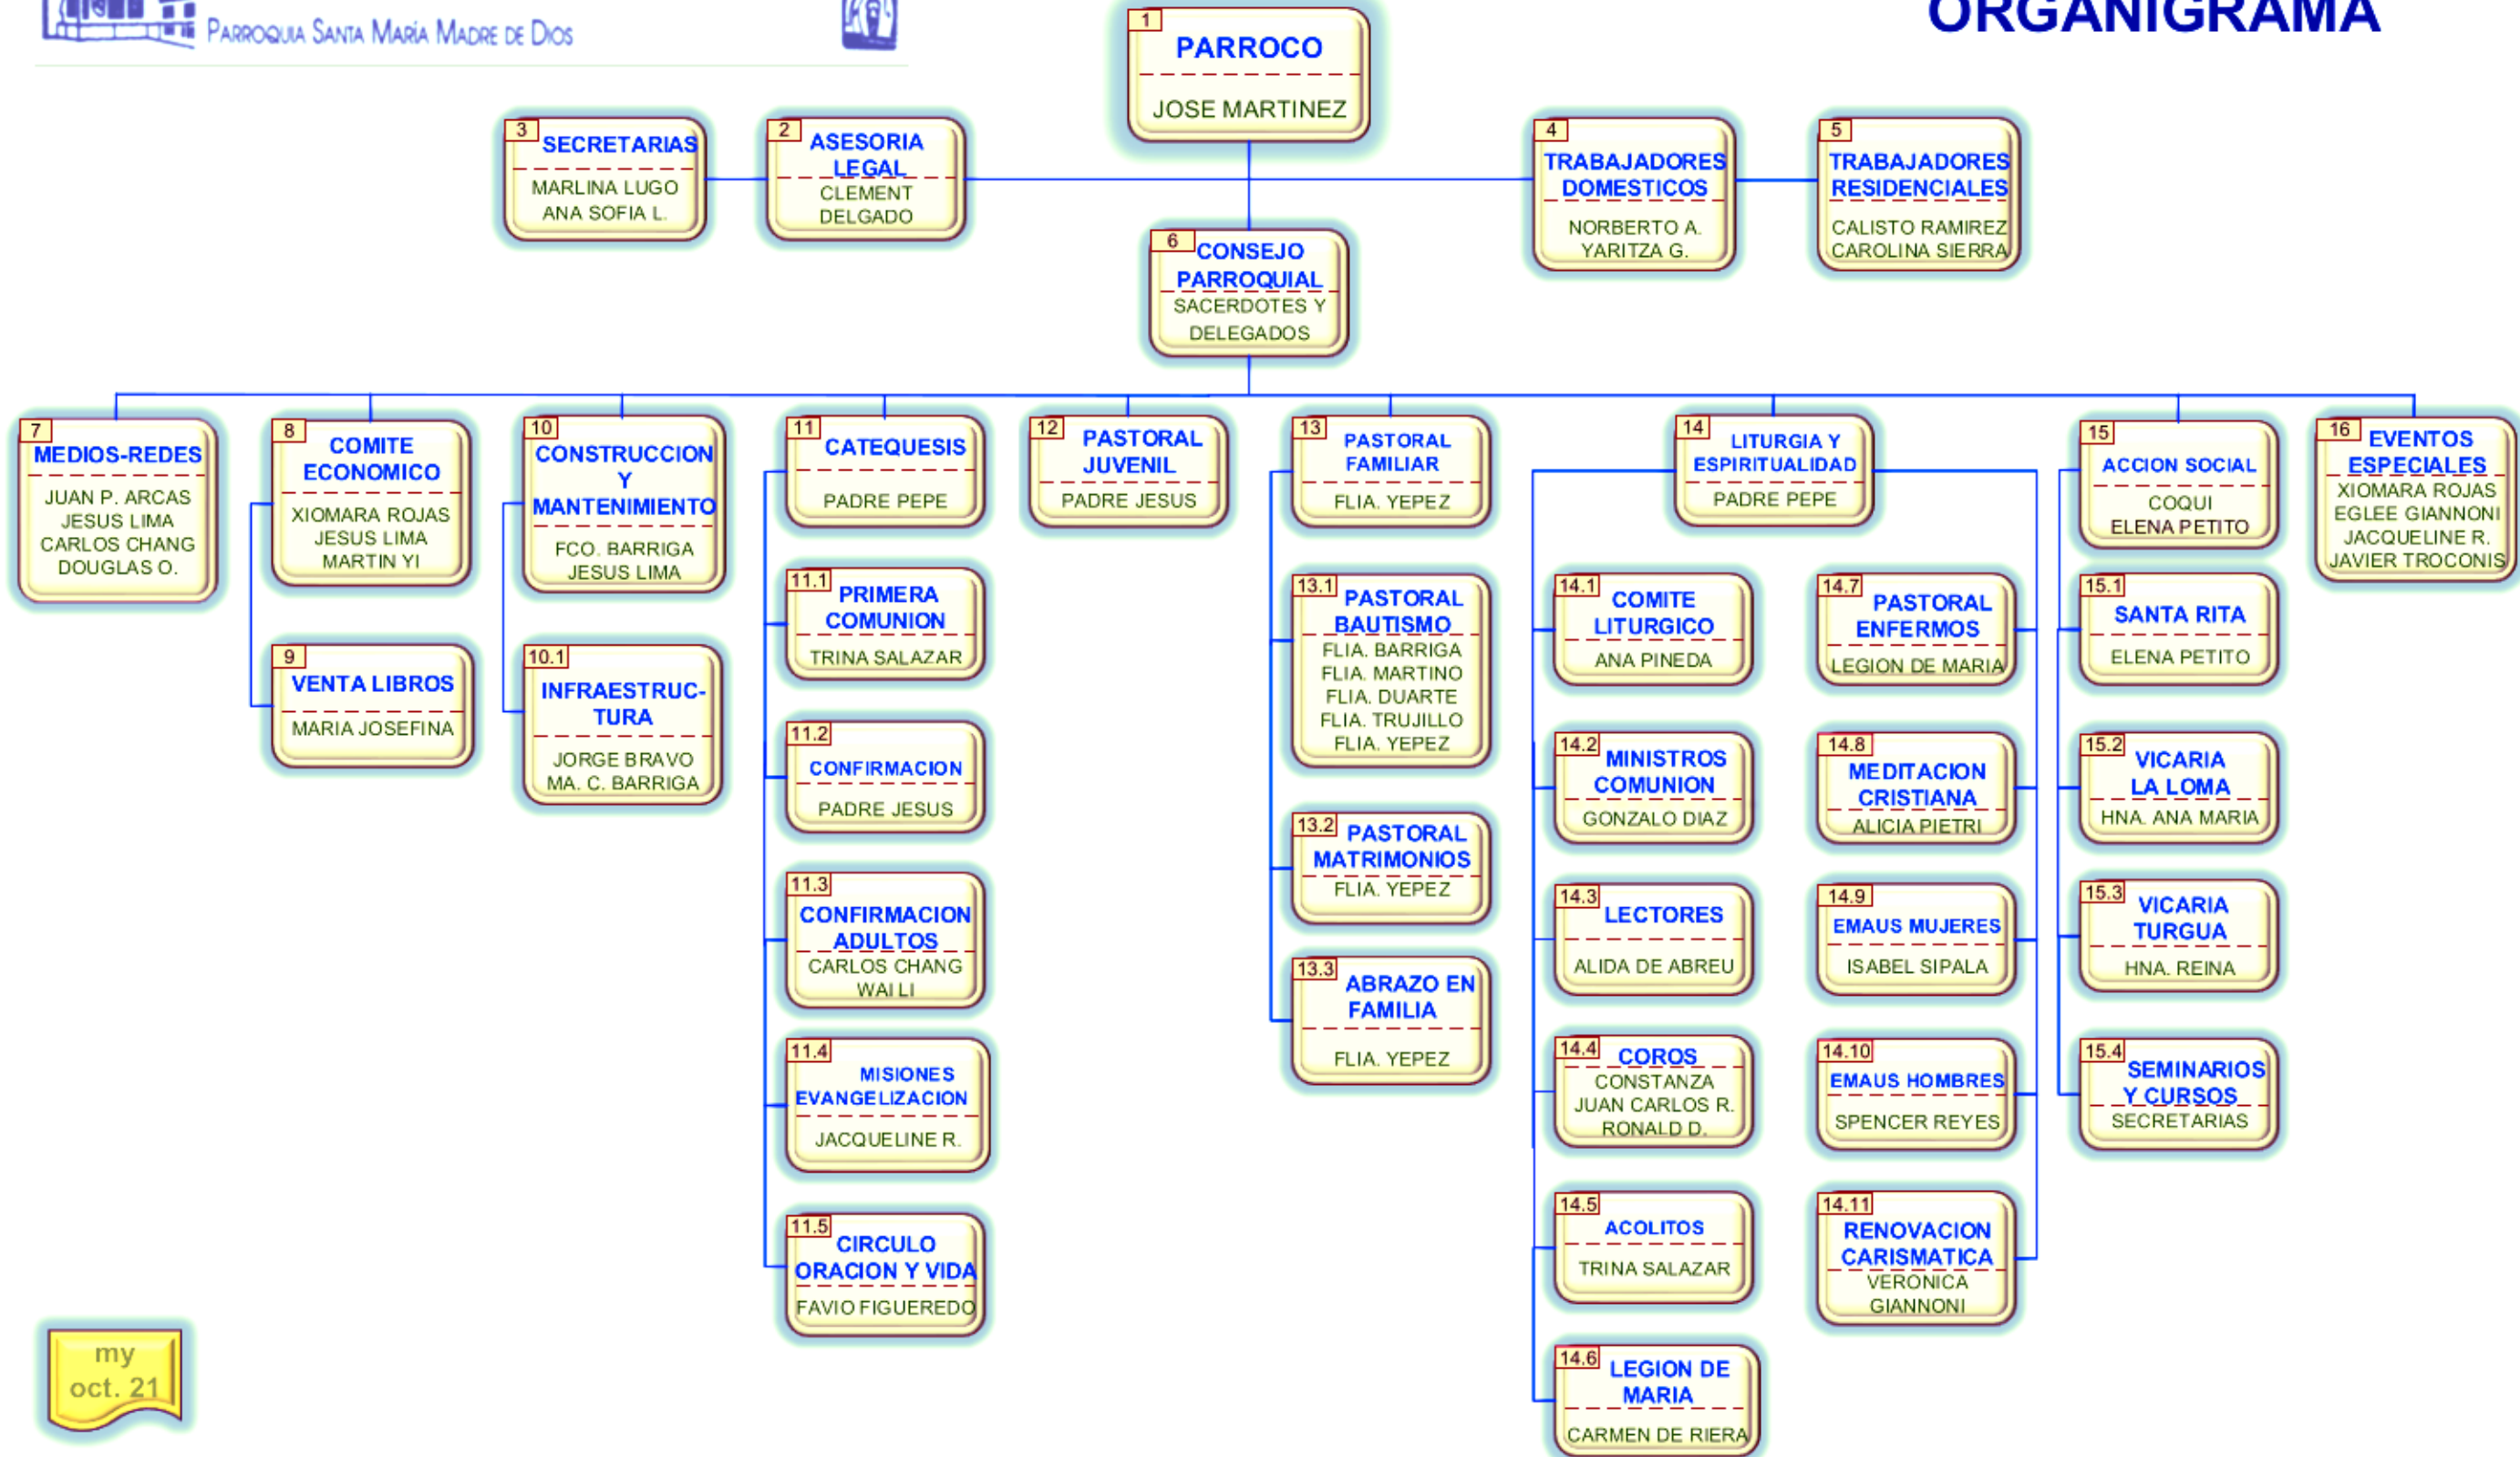 PARROQUIA SANTA MARÍA MADRE DE DIOS
ORGANIGRAMA
1
PARROCO
JOSE MARTINEZ
3
SECRETARIAS
MARLINA LUGO
ANA SOFIA L.
2
ASESORIA
LEGAL
CLEMENT
DELGADO
4
TRABAJADORES
DOMESTICOS
NORBERTO A.
YARITZA G.
5
TRABAJADORES
RESIDENCIALES
CALISTO RAMIREZ
CAROLINA SIERRA
6
CONSEJO
PARROQUIAL
SACERDOTES Y
DELEGADOS
7
MEDIOS-REDES
JUAN P. ARCAS
JESUS LIMA
CARLOS CHANG
DOUGLAS O.
8
COMITE
ECONOMICO
XIOMARA ROJAS
JESUS LIMA
MARTIN YI
9
VENTA LIBROS
MARIA JOSEFINA
10
CONSTRUCCION
Y
MANTENIMIENTO
FCO. BARRIGA
JESUS LIMA
10.1
INFRAESTRUC-
TURA
JORGE BRAVO
MA. C. BARRIGA
11
CATEQUESIS
PADRE PEPE
11.1
PRIMERA
COMUNION
TRINA SALAZAR
11.2
CONFIRMACION
PADRE JESUS
11.3
CONFIRMACION
ADULTOS
CARLOS CHANG
WAI LI
11.4
MISIONES
EVANGELIZACION
JACQUELINE R.
11.5
CIRCULO
ORACION Y VIDA
FAVIO FIGUEREDO
12
PASTORAL
JUVENIL
PADRE JESUS
13
PASTORAL
FAMILIAR
FLIA. YEPEZ
13.1
PASTORAL
BAUTISMO
FLIA. BARRIGA
FLIA. MARTINO
FLIA. DUARTE
FLIA. TRUJILLO
FLIA. YEPEZ
13.2
PASTORAL
MATRIMONIOS
FLIA. YEPEZ
13.3
ABRAZO EN
FAMILIA
FLIA. YEPEZ
14
LITURGIA Y
ESPIRITUALIDAD
PADRE PEPE
14.1
COMITE
LITURGICO
ANA PINEDA
14.2
MINISTROS
COMUNION
GONZALO DIAZ
14.3
LECTORES
ALIDA DE ABREU
14.4
COROS
CONSTANZA
JUAN CARLOS R.
RONALD D.
14.5
ACOLITOS
TRINA SALAZAR
14.6
LEGION DE
MARIA
CARMEN DE RIERA
14.7
PASTORAL
ENFERMOS
LEGION DE MARIA
14.8
MEDITACION
CRISTIANA
ALICIA PIETRI
14.9
EMAUS MUJERES
ISABEL SIPALA
14.10
EMAUS HOMBRES
SPENCER REYES
14.11
RENOVACION
CARISMATICA
VERONICA
GIANNONI
15
ACCION SOCIAL
COQUI
ELENA PETITO
15.1
SANTA RITA
ELENA PETITO
15.2
VICARIA
LA LOMA
HNA. ANA MARIA
15.3
VICARIA
TURGUA
HNA. REINA
15.4
SEMINARIOS
Y CURSOS
SECRETARIAS
16
EVENTOS
ESPECIALES
XIOMARA ROJAS
EGLEE GIANNONI
JACQUELINE R.
JAVIER TROCONIS
my
oct. 21